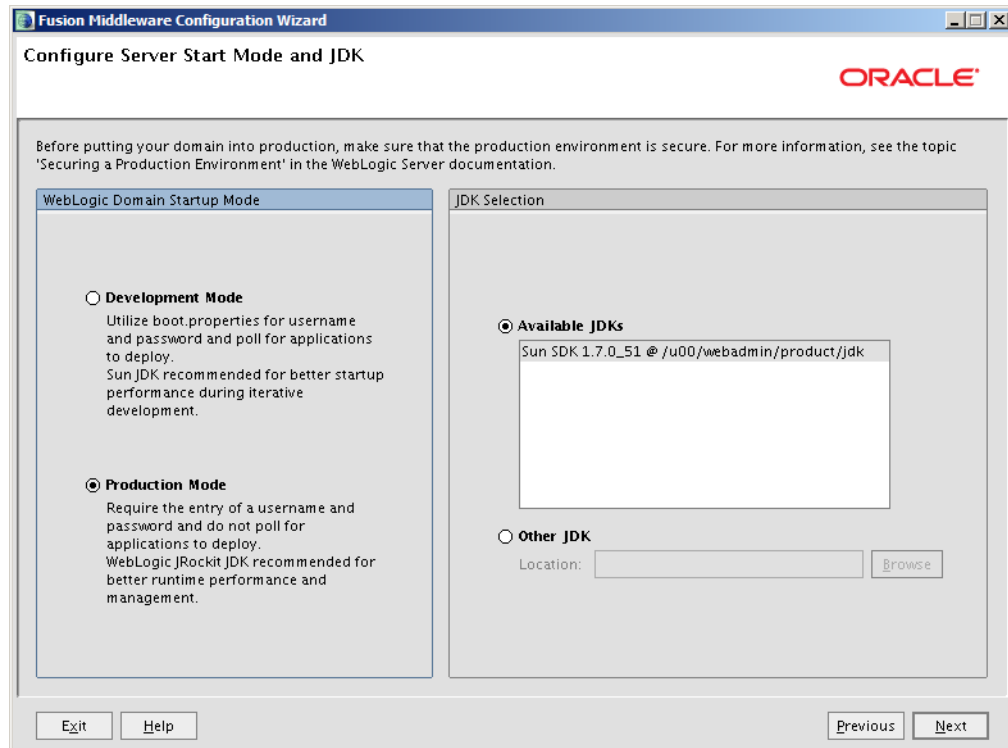 Fusion Middleware Configuration Wizard
Configure Server Start Mode and JDK
ORACLE
Before putting your domain into production, make sure that the production environment is secure. For more information, see the topic
'Securing a Production Environment' in the WebLogic Server documentation.
WebLogic Domain Startup Mode
Development Mode
Utilize boot.properties for username
and password and poll for applications
to deploy.
Sun JDK recommended for better startup
performance during iterative
development.
Production Mode
Require the entry of a username and
password and do not poll for
applications to deploy.
WebLogic JRockit JDK recommended for
better runtime performance and
management.
JDK Selection
Available JDKs
Sun SDK 1.7.0_51 @ /u00/webadmin/product/jdk
Other JDK
Location:
Browse
Exit
Help
Previous
Next